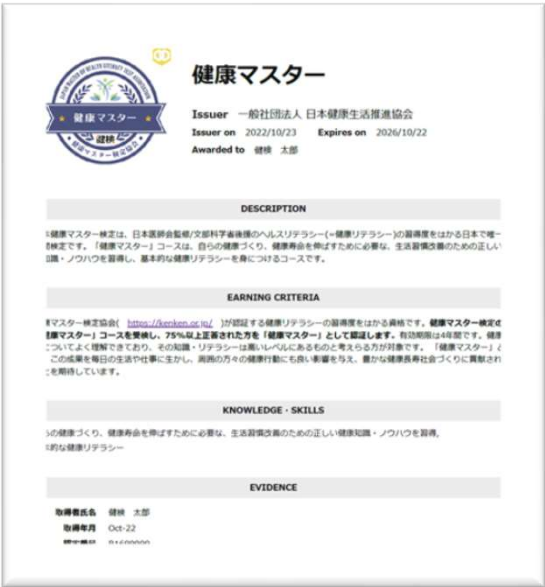 健康マスター
健康マスター
健検
健康マスター検定協会
Issuer 一般社団法人 日本健康生活推進協会
Issuer on 2022/10/23 Expires on 2026/10/22
Awarded to 健検 太郎
DESCRIPTION
健康マスター検定は、日本医師会監修/文部科学省後援のヘルスリテラシー(=健康リテラシー)の習得度をはかる日本で唯一
検定です。「健康マスター」コースは、自らの健康づくり、健康寿命を伸ばすために必要な、生活習慣改善のための正しい
識・ノウハウを習得し、基本的な健康リテラシーを身につけるコースです。
EARNING CRITERIA
マスター検定協会( https://kenken.or.jp/ )が認証する健康リテラシーの習得度をはかる資格です。健康マスター検定の
康マスター」コースを受検し、75%以上正答された方を「健康マスター」として認証します。有効期限は4年間です。健康
についてよく理解できており、その知識・リテラシーは高いレベルにあるものと考えらる方が対象です。「健康マスター」
この成果を毎日の生活や仕事に生かし、周囲の方々の健康行動にも良い影響を与え、豊かな健康長寿社会づくりに貢献され
を期待しています。
KNOWLEDGE・SKILLS
の健康づくり、健康寿命を伸ばすために必要な、生活習慣改善のための正しい健康知識・ノウハウを習得,
的な健康リテラシー
EVIDENCE
取得者氏名 健検 太郎
取得年月 Oct-22